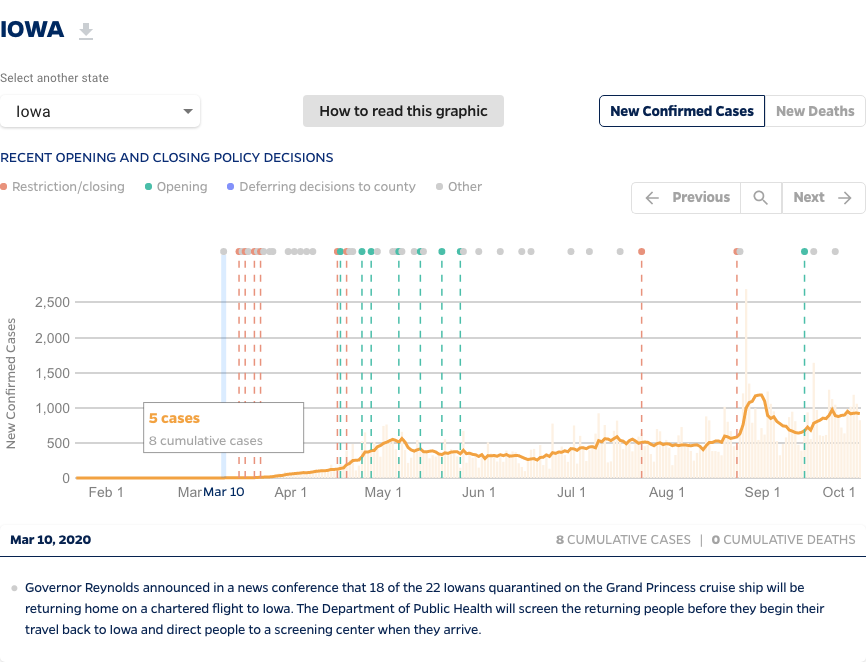 IOWA
Select another state
Iowa
How to read this graphic
New Confirmed Cases
New Deaths
RECENT OPENING AND CLOSING POLICY DECISIONS
Restriction/closing
Opening
Deferring decisions to county
Other
Previous
Next
New Confirmed Cases
2,500
2,000
1,500
1,000
500
0
5 cases
8 cumulative cases
Feb 1
Mar
Mar 10
Apr 1
May 1
Jun 1
Jul 1
Aug 1
Sep 1
Oct 1
Mar 10, 2020
8 CUMULATIVE CASES | 0 CUMULATIVE DEATHS
Governor Reynolds announced in a news conference that 18 of the 22 Iowans quarantined on the Grand Princess cruise ship will be
returning home on a chartered flight to Iowa. The Department of Public Health will screen the returning people before they begin their
travel back to Iowa and direct people to a screening center when they arrive.